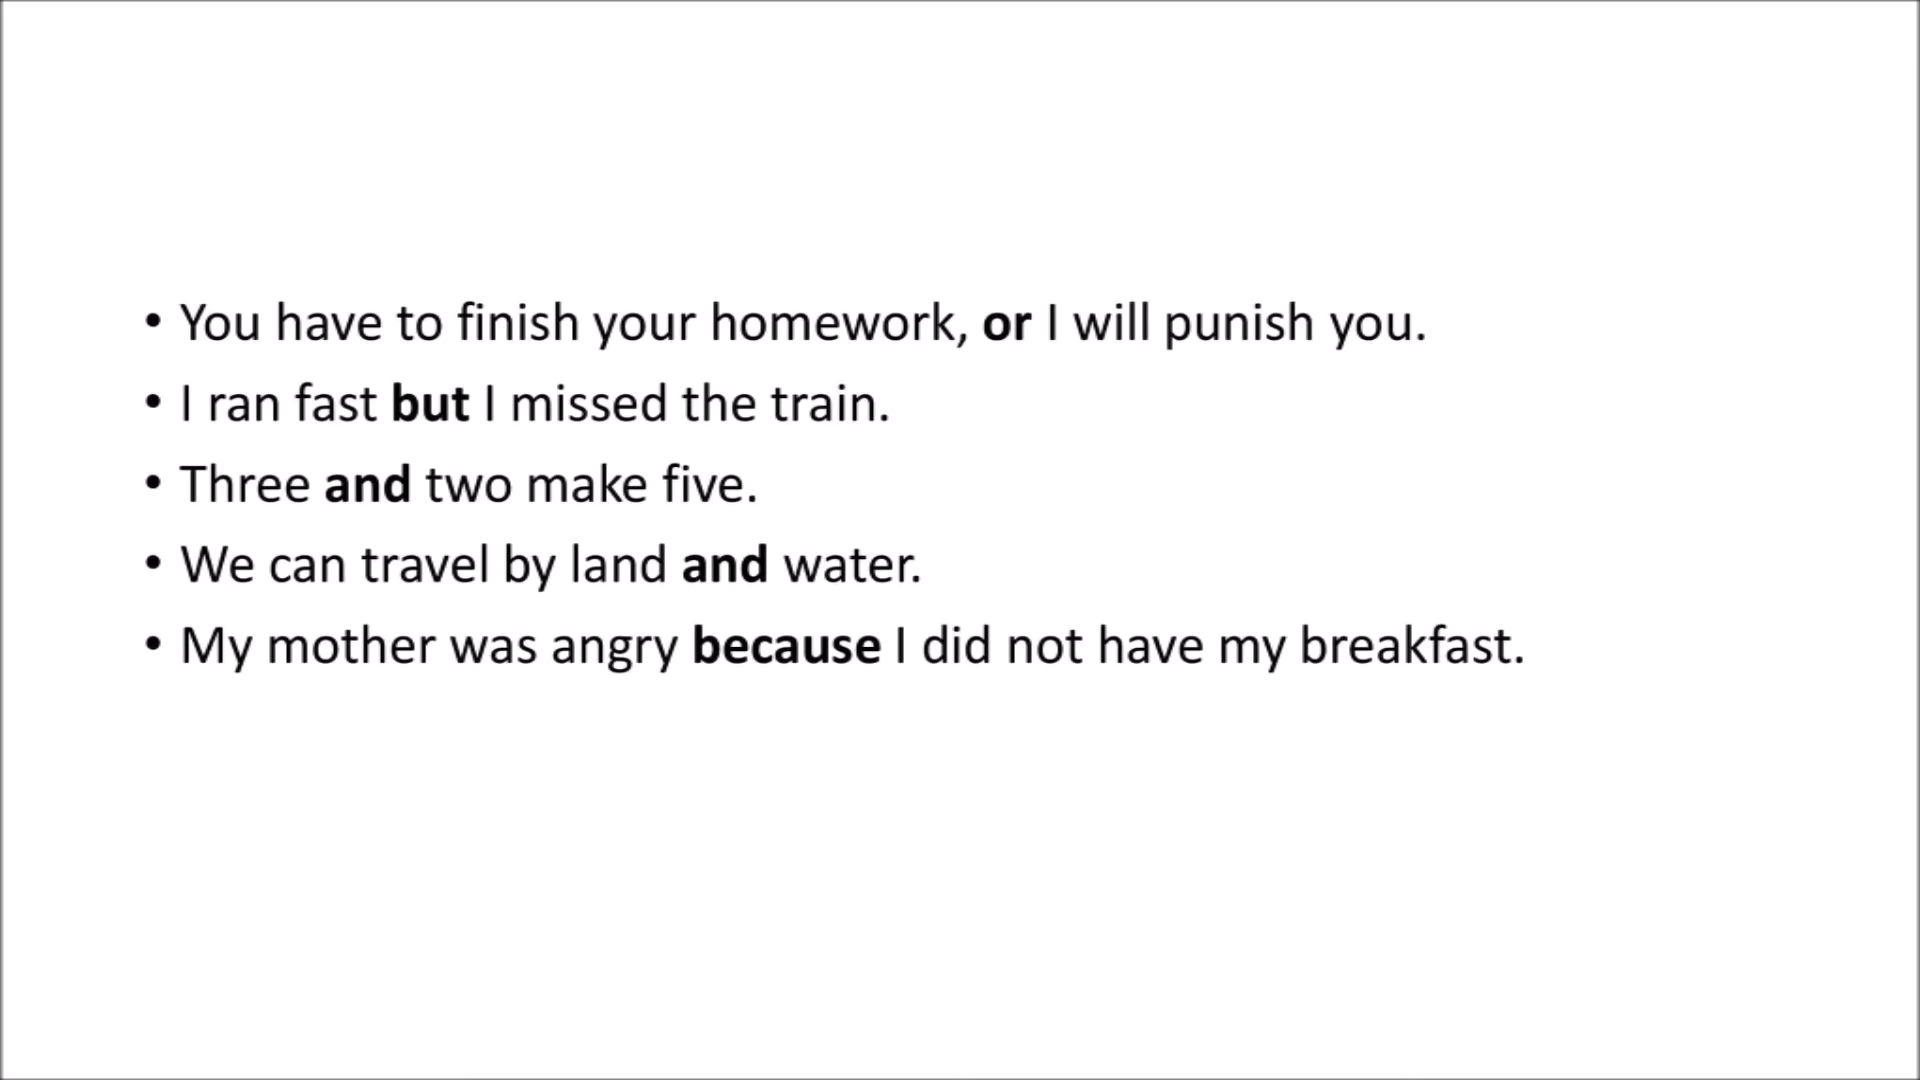 • You have to finish your homework, or I will punish you.
• I ran fast but I missed the train.
• Three and two make five.
• We can travel by land and water.
• My mother was angry because I did not have my breakfast.